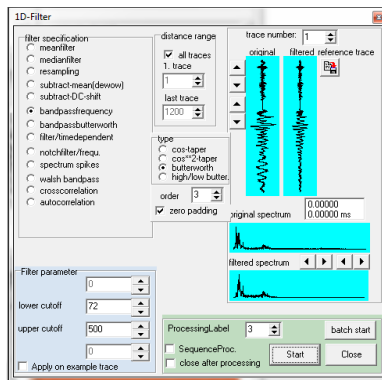 1D-Filter
filter specification
meanfilter
medianfilter
resampling
subtract-mean(dewow)
subtract-DC-shift
bandpassfrequency
bandpassbutterworth
filter/timedependent
notchfilter/frequ.
spectrum spikes
walsh bandpass
crosscorrelation
autocorrelation
distance range
all traces
1. trace
1
last trace
1200
type
cos-taper
cos**2-taper
butterworth
high/low butter.
order 3
zero padding
trace number: 1
original filtered reference trace
0.00000
original spectrum 0.00000 ms
filtered spectrum
Filter parameter
0
lower cutoff 72
upper cutoff 500
0
Apply on example trace
ProcessingLabel 3 batch start
SequenceProc.
close after processing
Start Close